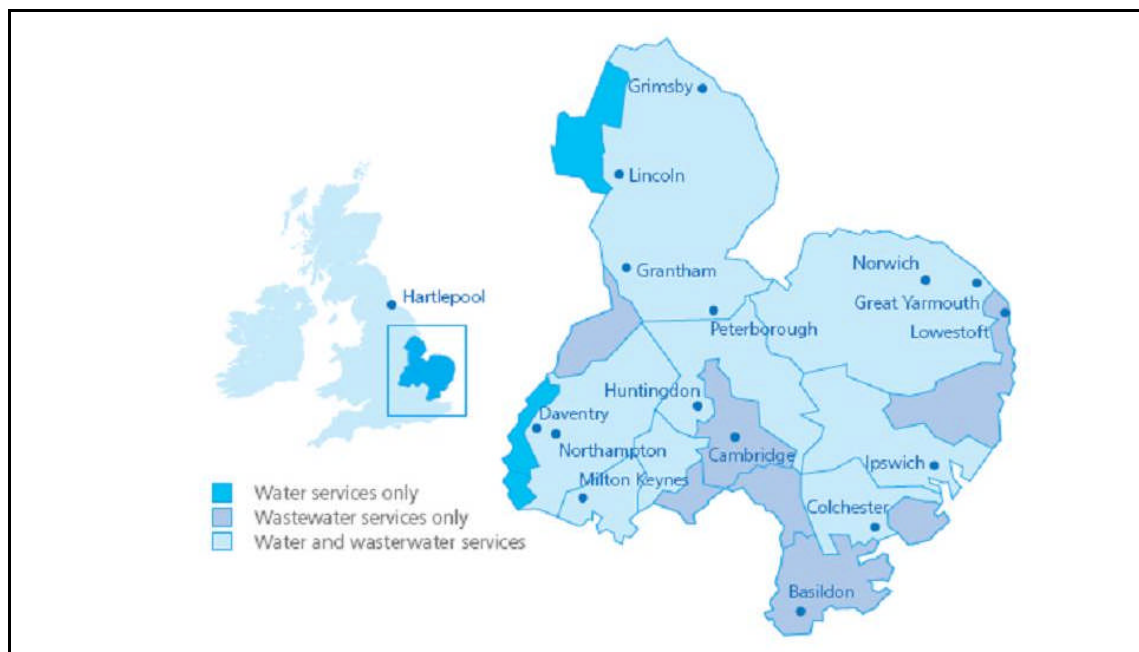 Grimsby
Lincoln
Grantham
Norwich
Great Yarmouth
Lowestoft
Peterborough
Hartlepool
Huntingdon
Daventry
Northampton
Cambridge
Milton Keynes
Ipswich
Colchester
Basildon
Water services only
Wastewater services only
Water and wasterwater services